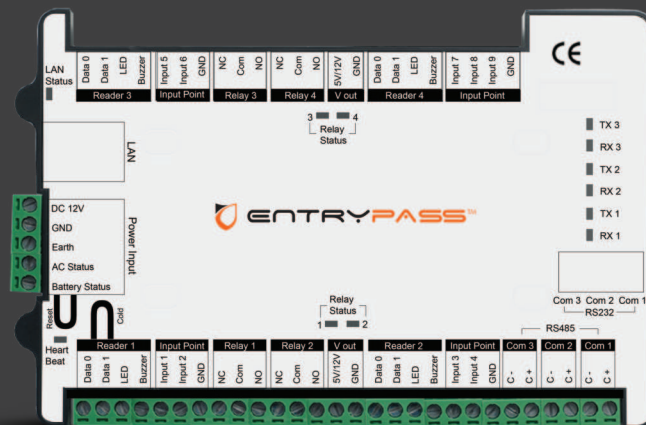 LAN
Status
Data 0 Data 1 LED Buzzer Input 5 Input 6 GND NC Com NO NC Com NO 5V/12V GND Data 0 Data 1 LED Buzzer Input 7 Input 8 Input 9 GND
Reader 3 Input Point Relay 3 Relay 4 V out Reader 4 Input Point
CE
3 4
Relay
Status
TX 3
RX 3
TX 2
RX 2
TX 1
RX 1
LAN
DC 12V
GND
Earth
AC Status
Battery Status
Power Input
ENTRYPASS™
Com 3 Com 2 Com 1
RS232
RS485
Reset
Cold
Heart
Beat
Relay
Status
1 2
Reader 1 Input Point Relay 1 Relay 2 V out Reader 2 Input Point Com 3 Com 2 Com 1
Data 0 Data 1 LED Buzzer Input 1 Input 2 GND NC Com NO NC Com NO 5V/12V GND Data 0 Data 1 LED Buzzer Input 3 Input 4 GND C - C + C - C + C - C +